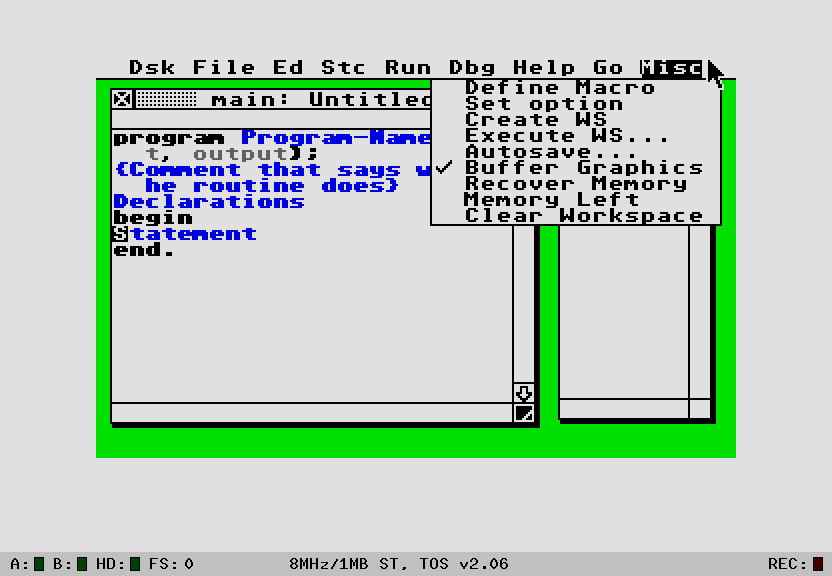 Dsk File Ed Stc Run Dbg Help Go Misc
main: Untitled
Define Macro
Set option
Create WS
Execute WS...
Autosave...
Buffer Graphics
Recover Memory
Memory Left
Clear Workspace
program Program-Name
t, output);
{Comment that says w
he routine does}
Declarations
begin
Statement
end.
A: B: HD: FS: 0 8MHz/1MB ST, TOS v2.06 REC: